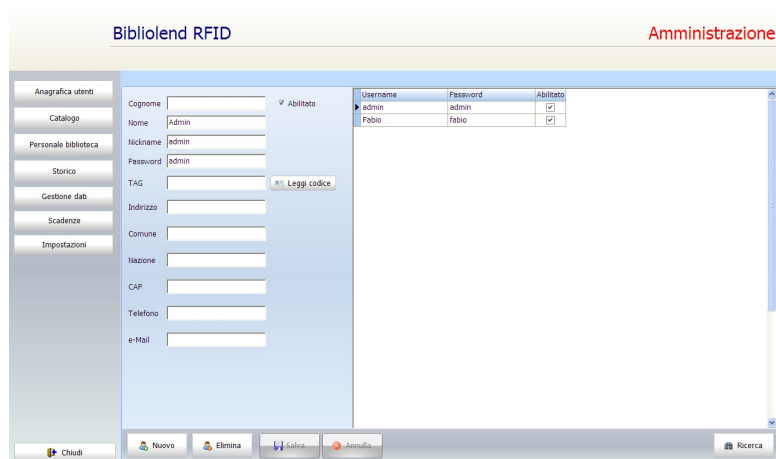 Bibliolend RFID
Amministrazione
Anagrafica utenti
Catalogo
Personale biblioteca
Storico
Gestione dati
Scadenze
Impostazioni
Chiudi
Cognome
Abilitato
Nome Admin
Nickname admin
Password admin
TAG
Leggi codice
Indirizzo
Comune
Nazione
CAP
Telefono
e-Mail
Username Password Abilitato
admin admin
Fabio fabio
Nuovo Elimina Salva Annulla Ricerca